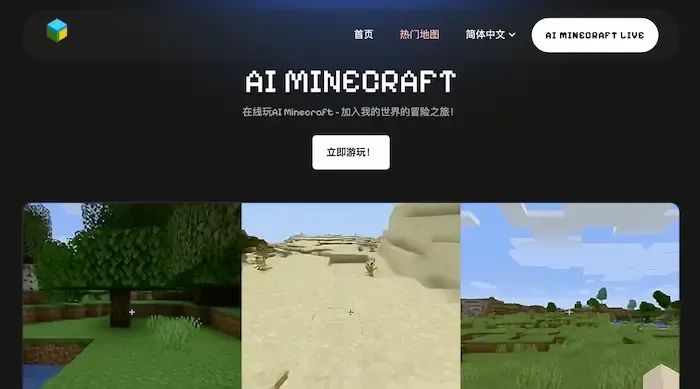 首页
热门地图
简体中文
AI MINECRAFT LIVE
AI MINECRAFT
在线玩AI Minecraft - 加入我的世界的冒险之旅！
立即游玩！